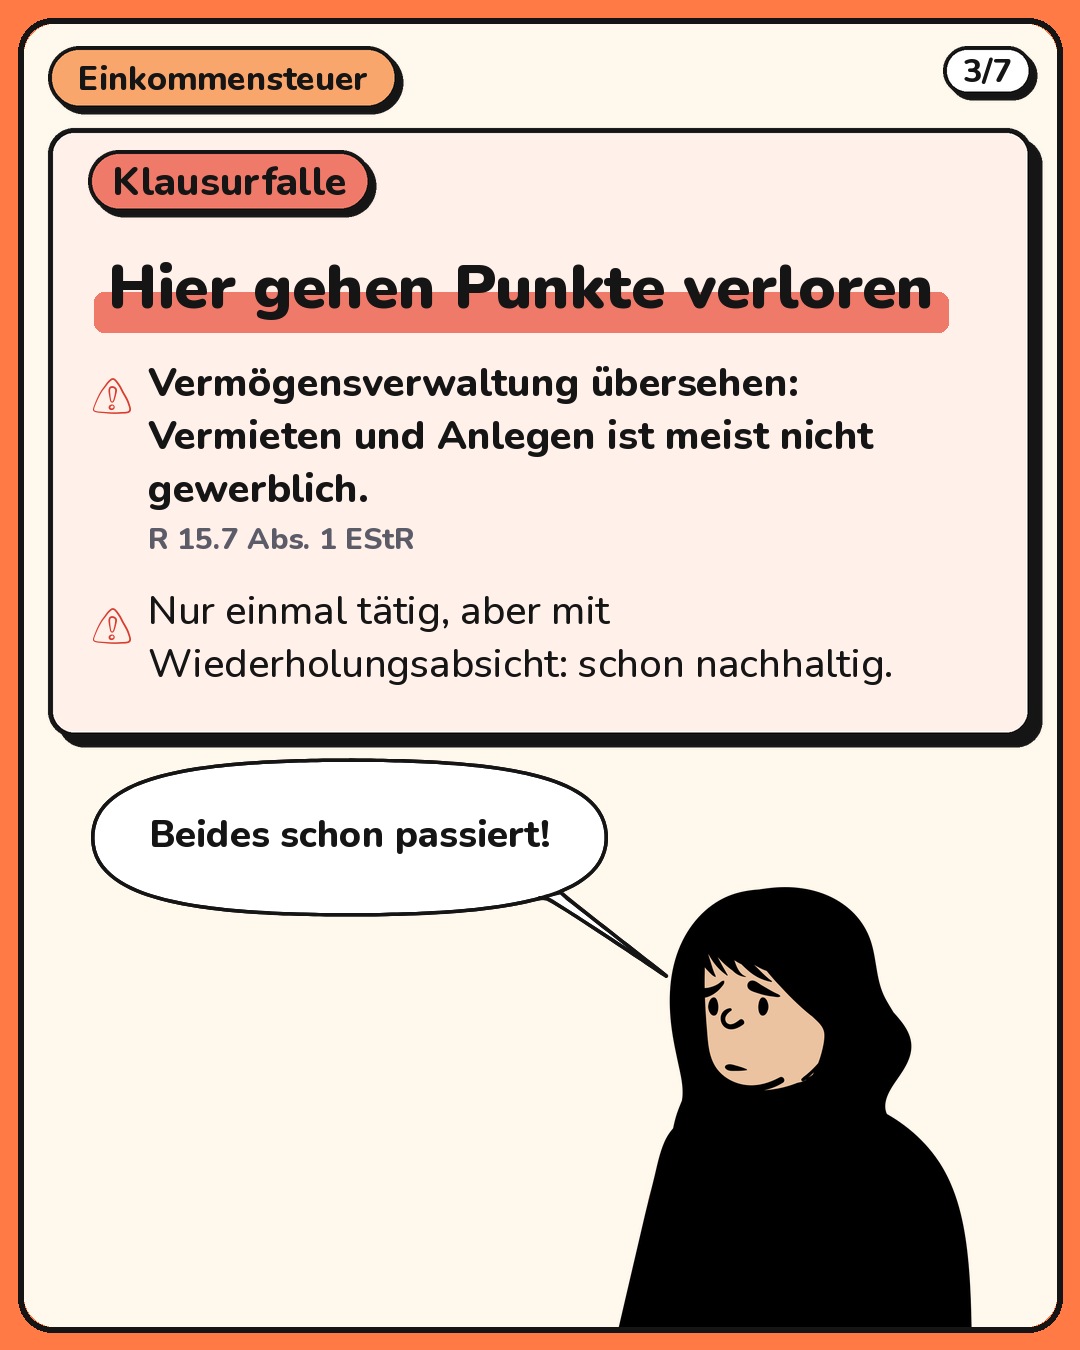 Einkommensteuer
3/7
Klausurfalle
Hier gehen Punkte verloren
Vermögensverwaltung übersehen:
Vermieten und Anlegen ist meist nicht
gewerblich.
R 15.7 Abs. 1 EStR
Nur einmal tätig, aber mit
Wiederholungsabsicht: schon nachhaltig.
Beides schon passiert!